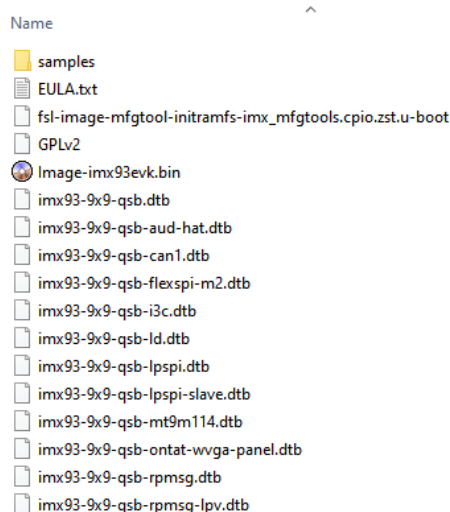 Name
samples
EULA.txt
fsl-image-mfgtool-initramfs-imx_mfgtools.cpio.zst.u-boot
GPLv2
Image-imx93evk.bin
imx93-9x9-qsb.dtb
imx93-9x9-qsb-aud-hat.dtb
imx93-9x9-qsb-can1.dtb
imx93-9x9-qsb-flexspi-m2.dtb
imx93-9x9-qsb-i3c.dtb
imx93-9x9-qsb-ld.dtb
imx93-9x9-qsb-lpspi.dtb
imx93-9x9-qsb-lpspi-slave.dtb
imx93-9x9-qsb-mt9m114.dtb
imx93-9x9-qsb-ontat-wvga-panel.dtb
imx93-9x9-qsb-rpmsg.dtb
imx93-9x9-qsb-rpmsg-lpv.dtb